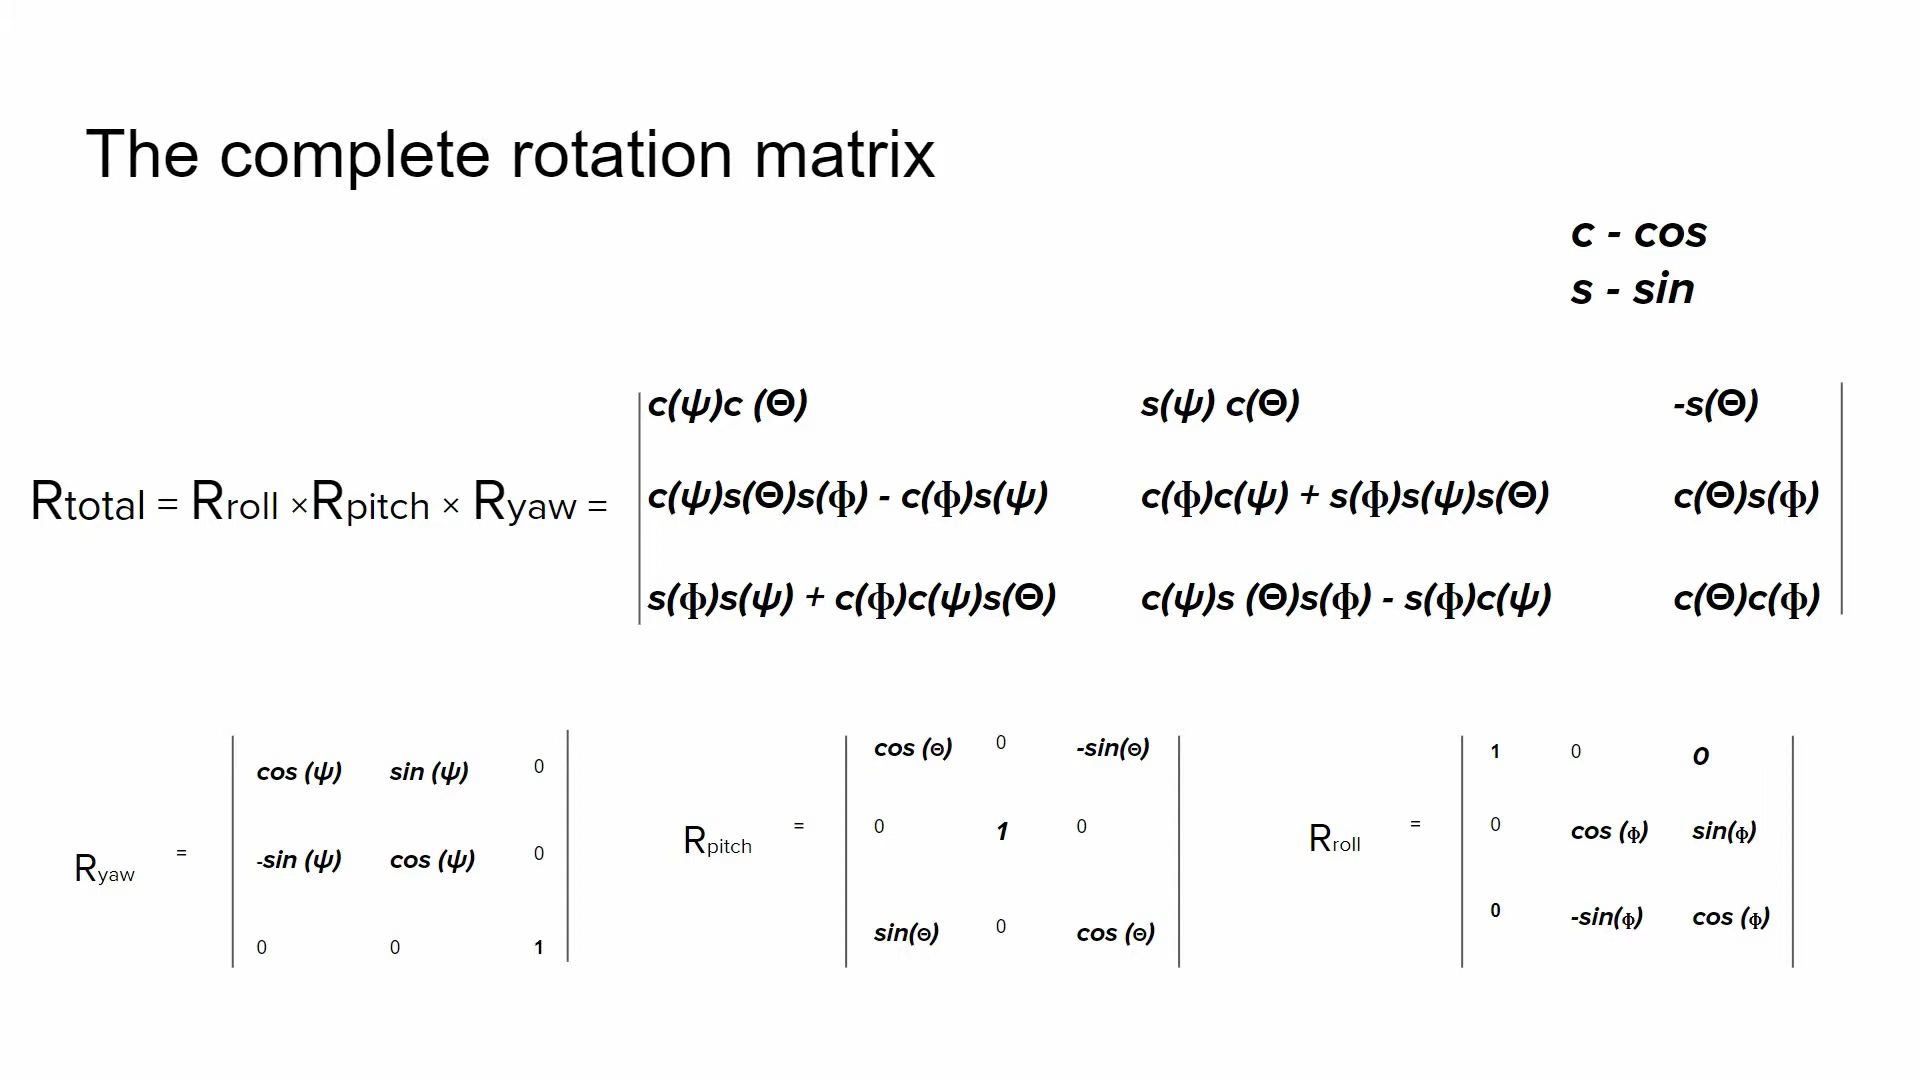 The complete rotation matrix
c - cos
s - sin
c(ψ)c (Θ) s(ψ) c(Θ) -s(Θ)
Rtotal = Rroll ×Rpitch × Ryaw = c(ψ)s(Θ)s(ɸ) - c(ɸ)s(ψ) c(ɸ)c(ψ) + s(ɸ)s(ψ)s(Θ) c(Θ)s(ɸ)
s(ɸ)s(ψ) + c(ɸ)c(ψ)s(Θ) c(ψ)s (Θ)s(ɸ) - s(ɸ)c(ψ) c(Θ)c(ɸ)
Ryaw =
cos (ψ) sin (ψ) 0
-sin (ψ) cos (ψ) 0
0 0 1
Rpitch =
cos (Θ) 0 -sin(Θ)
0 1 0
sin(Θ) 0 cos (Θ)
Rroll =
1 0 0
0 cos (ɸ) sin(ɸ)
0 -sin(ɸ) cos (ɸ)